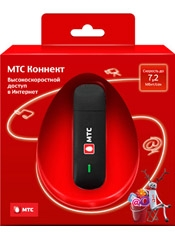 МТС Коннект
Высокоскоростной
доступ
в Интернет
Скорость до
7,2
Мбит/сек
МТС
МТС